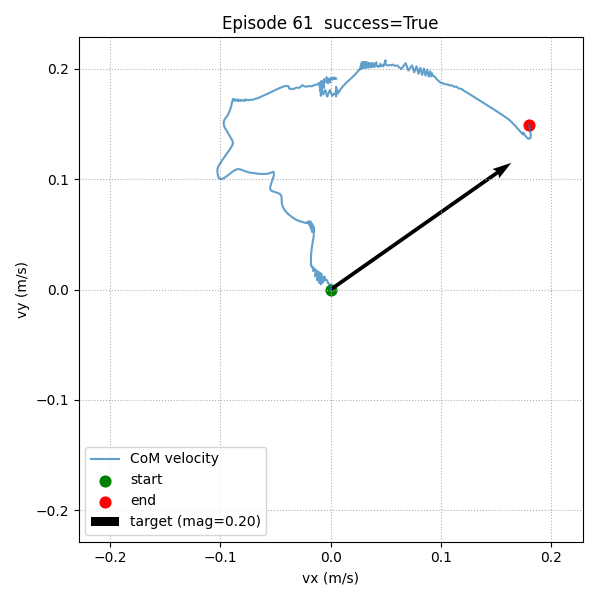 Episode 61  success=True
vy (m/s)
0.2
0.1
0.0
−0.1
−0.2
CoM velocity
start
end
target (mag=0.20)
−0.2
−0.1
0.0
0.1
0.2
vx (m/s)